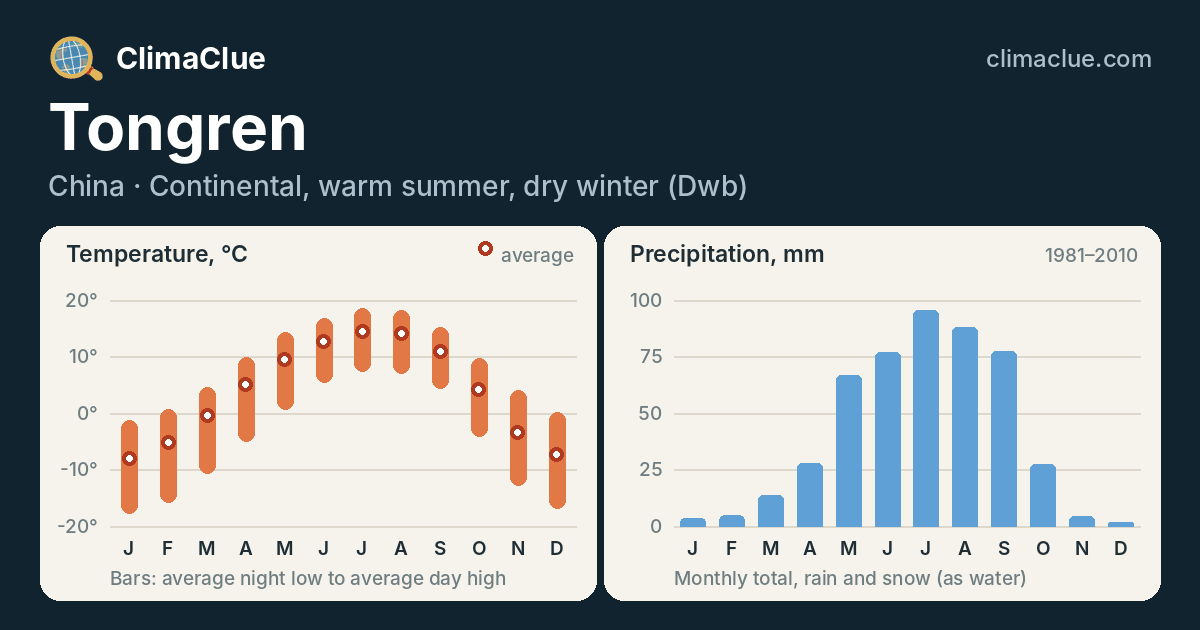 ClimaClue
climaclue.com
Tongren
China · Continental, warm summer, dry winter (Dwb)
Temperature, °C
average
20°
10°
0°
-10°
-20°
J F M A M J J A S O N D
Bars: average night low to average day high
Precipitation, mm
1981–2010
100
75
50
25
0
J F M A M J J A S O N D
Monthly total, rain and snow (as water)